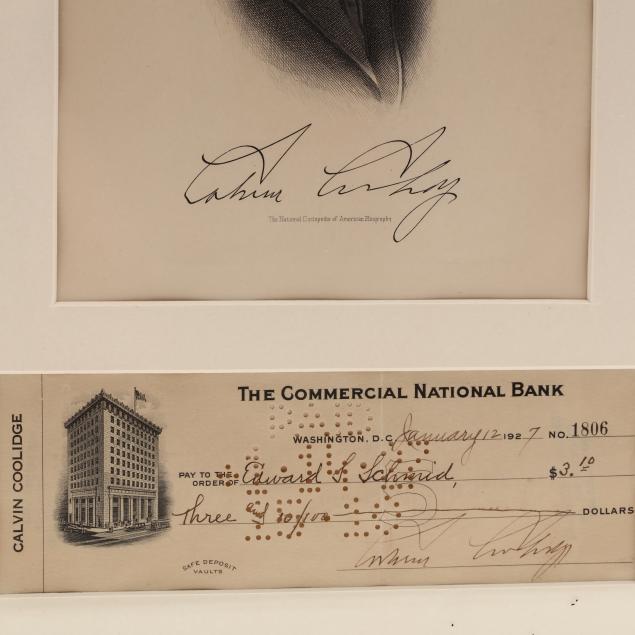 Calvin Coolidge
The National Cyclopedia of American Biography
CALVIN COOLIDGE
THE COMMERCIAL NATIONAL BANK
WASHINGTON, D.C. January 12 1927 NO. 1806
PAY TO THE ORDER OF Edward S. Schmid, $3.10
Three and 10/100 DOLLARS
SAFE DEPOSIT
VAULTS
Calvin Coolidge